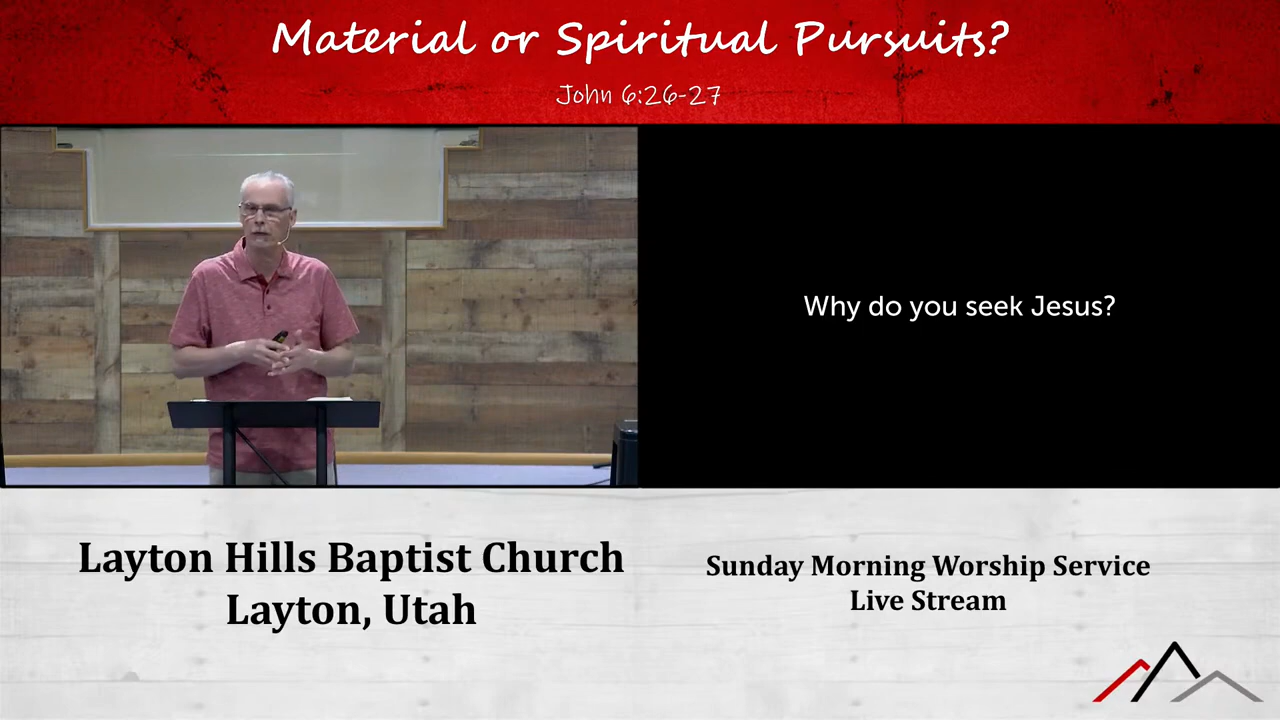 Material or Spiritual Pursuits?
John 6:26-27
Why do you seek Jesus?
Layton Hills Baptist Church
Layton, Utah
Sunday Morning Worship Service
Live Stream